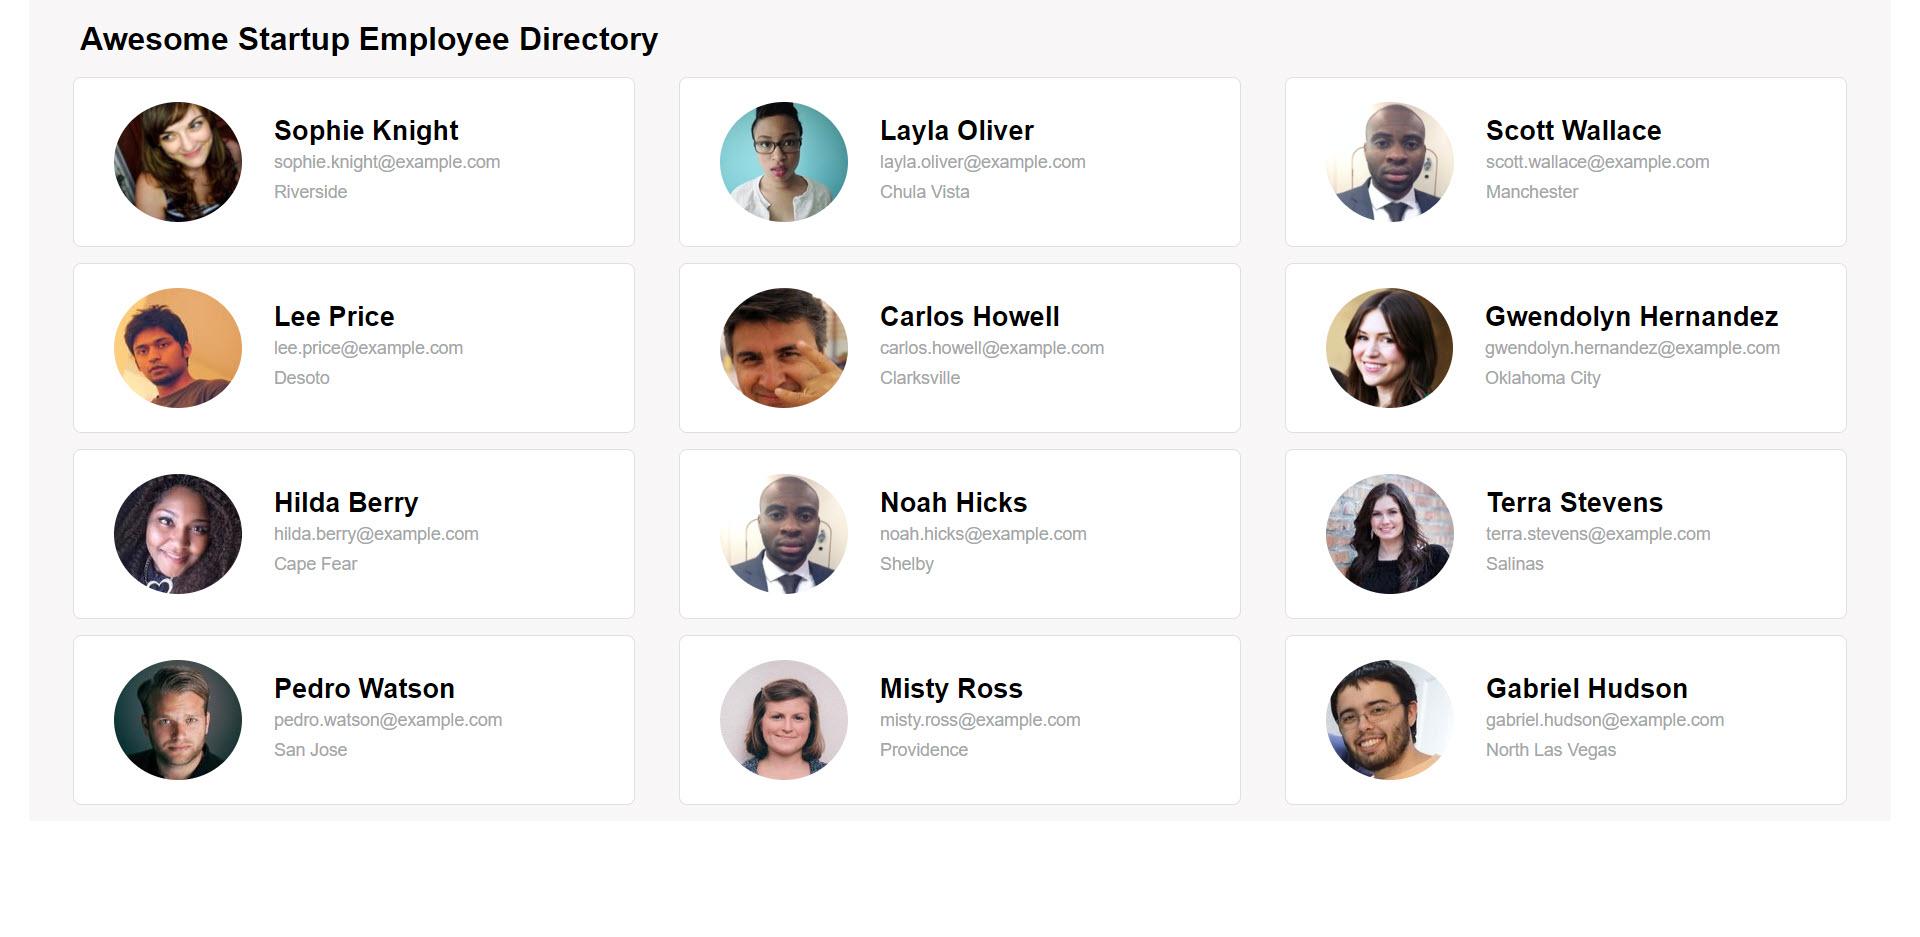 Awesome Startup Employee Directory
Sophie Knight
sophie.knight@example.com
Riverside
Layla Oliver
layla.oliver@example.com
Chula Vista
Scott Wallace
scott.wallace@example.com
Manchester
Lee Price
lee.price@example.com
Desoto
Carlos Howell
carlos.howell@example.com
Clarksville
Gwendolyn Hernandez
gwendolyn.hernandez@example.com
Oklahoma City
Hilda Berry
hilda.berry@example.com
Cape Fear
Noah Hicks
noah.hicks@example.com
Shelby
Terra Stevens
terra.stevens@example.com
Salinas
Pedro Watson
pedro.watson@example.com
San Jose
Misty Ross
misty.ross@example.com
Providence
Gabriel Hudson
gabriel.hudson@example.com
North Las Vegas